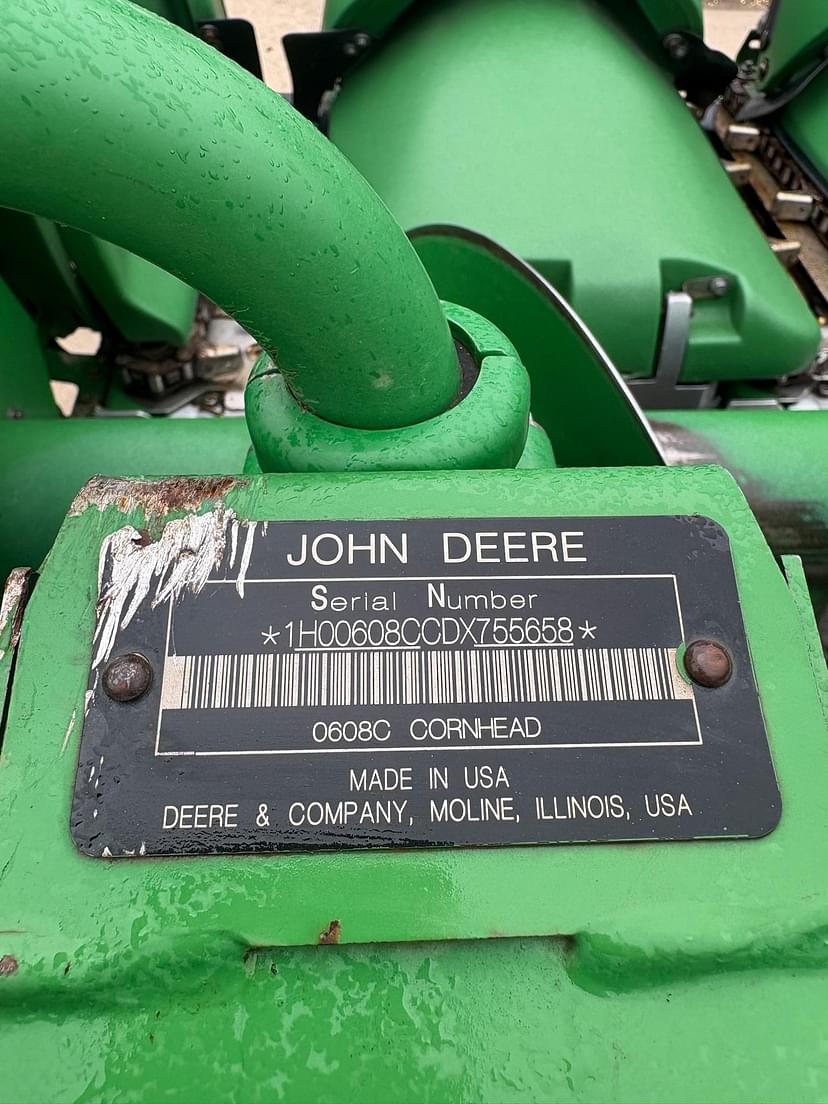 JOHN DEERE
Serial Number
*1H00608CCDX755658*
0608C CORNHEAD
MADE IN USA
DEERE & COMPANY, MOLINE, ILLINOIS, USA